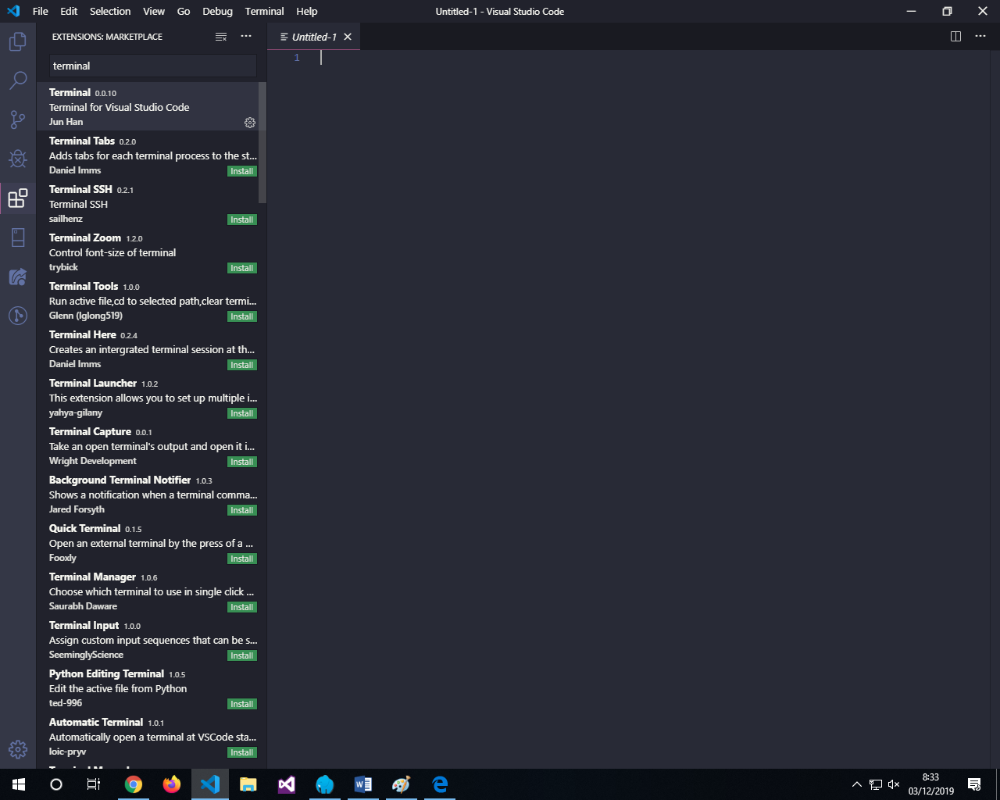 File Edit Selection View Go Debug Terminal Help
Untitled-1 - Visual Studio Code
EXTENSIONS: MARKETPLACE
Untitled-1
terminal
1
Terminal 0.0.10
Terminal for Visual Studio Code
Jun Han
Terminal Tabs 0.2.0
Adds tabs for each terminal process to the st...
Daniel Imms Install
Terminal SSH 0.2.1
Terminal SSH
sailhenz Install
Terminal Zoom 1.2.0
Control font-size of terminal
trybick Install
Terminal Tools 1.0.0
Run active file,cd to selected path,clear termi...
Glenn (lglong519) Install
Terminal Here 0.2.4
Creates an intergrated terminal session at th...
Daniel Imms Install
Terminal Launcher 1.0.2
This extension allows you to set up multiple i...
yahya-gilany Install
Terminal Capture 0.0.1
Take an open terminal's output and open it i...
Wright Development Install
Background Terminal Notifier 1.0.3
Shows a notification when a terminal comma...
Jared Forsyth Install
Quick Terminal 0.1.5
Open an external terminal by the press of a ...
Fooxly Install
Terminal Manager 1.0.6
Choose which terminal to use in single click ...
Saurabh Daware Install
Terminal Input 1.0.0
Assign custom input sequences that can be s...
SeeminglyScience Install
Python Editing Terminal 1.0.5
Edit the active file from Python
ted-996 Install
Automatic Terminal 1.0.1
Automatically open a terminal at VSCode sta...
loic-pryv Install
8:33
03/12/2019